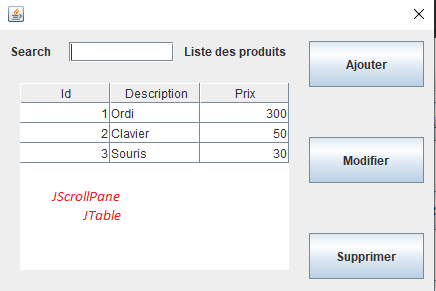 Search Liste des produits
Ajouter
Id Description Prix
1 Ordi 300
2 Clavier 50
3 Souris 30
Modifier
JScrollPane
JTable
Supprimer